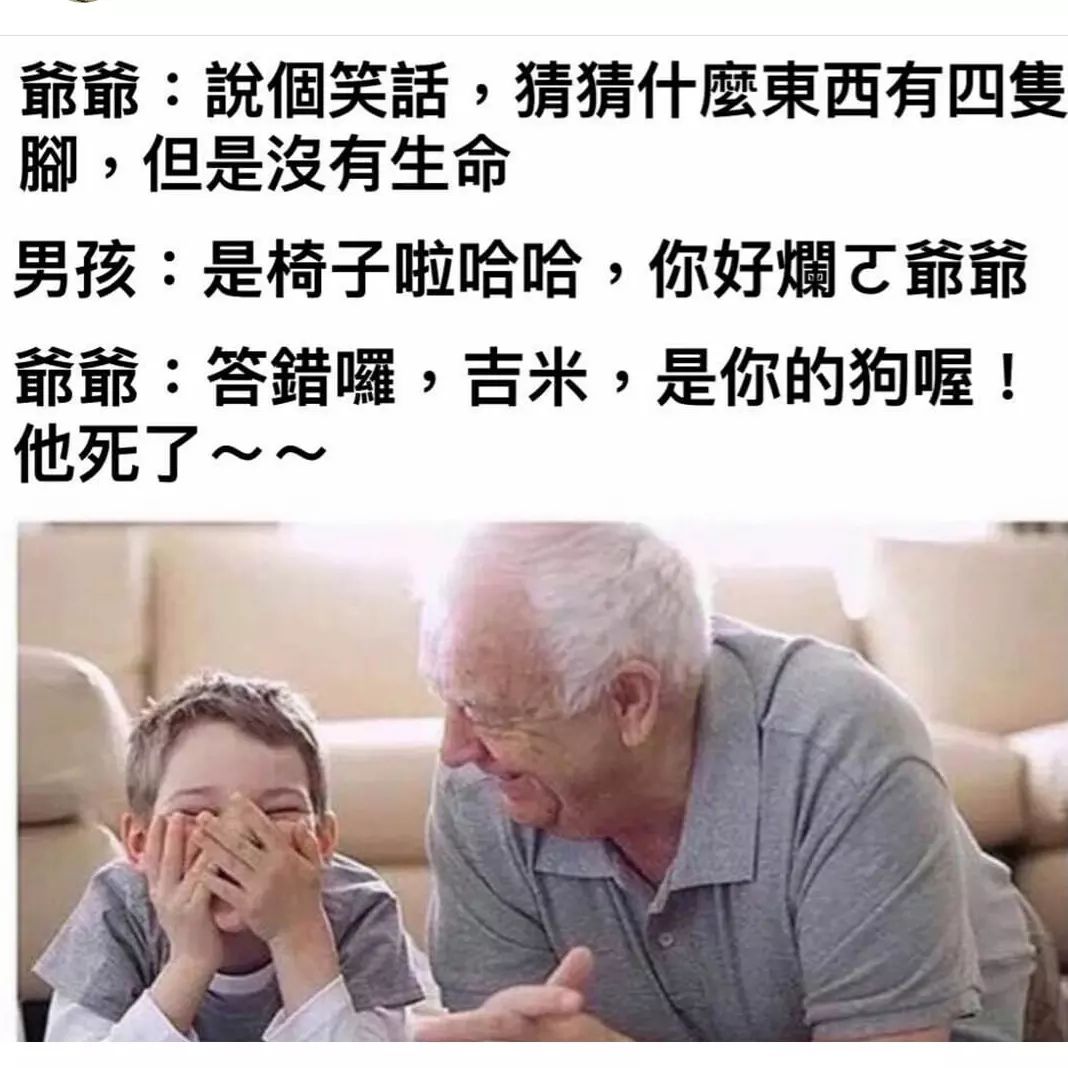 爺爺：說個笑話，猜猜什麼東西有四隻
腳，但是沒有生命
男孩：是椅子啦哈哈，你好爛ㄛ爺爺
爺爺：答錯囉，吉米，是你的狗喔！
他死了～～